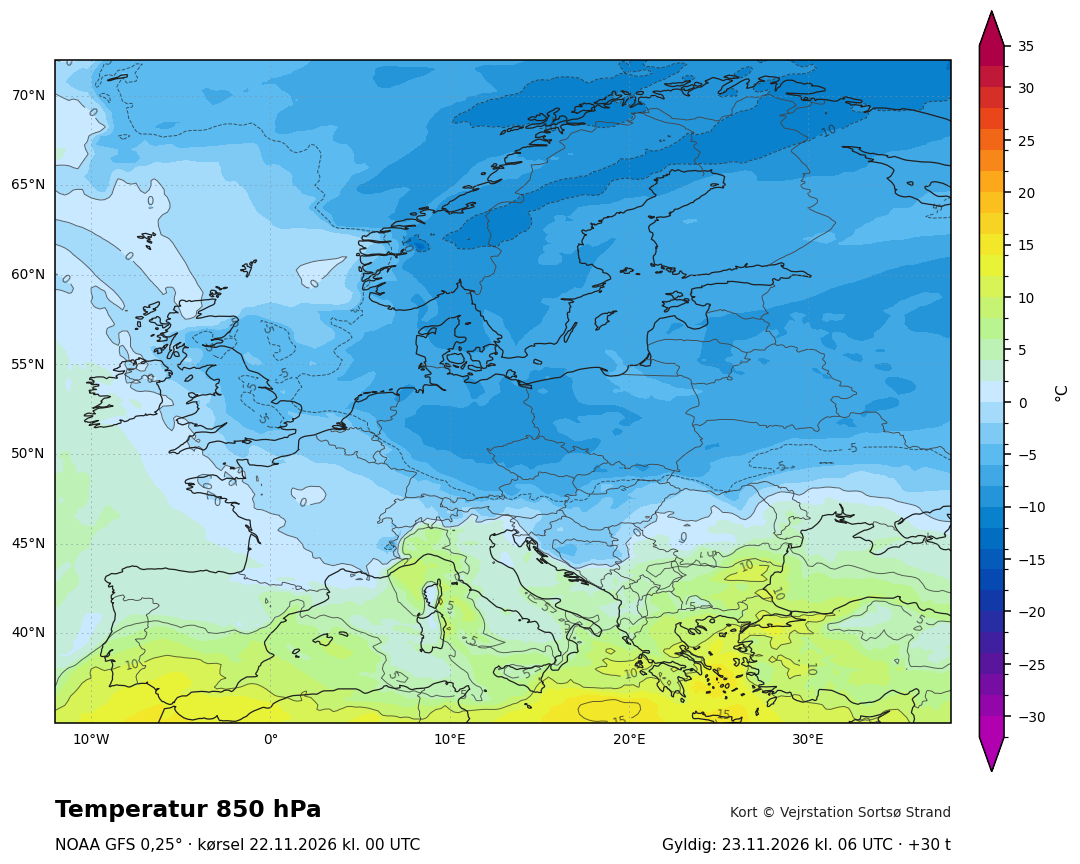 70°N
65°N
60°N
55°N
50°N
45°N
40°N
10°W 0° 10°E 20°E 30°E
35
30
25
20
15
10
5
0
−5
−10
−15
−20
−25
−30
°C
Temperatur 850 hPa
Kort © Vejrstation Sortsø Strand
NOAA GFS 0,25° · kørsel 22.11.2026 kl. 00 UTC
Gyldig: 23.11.2026 kl. 06 UTC · +30 t